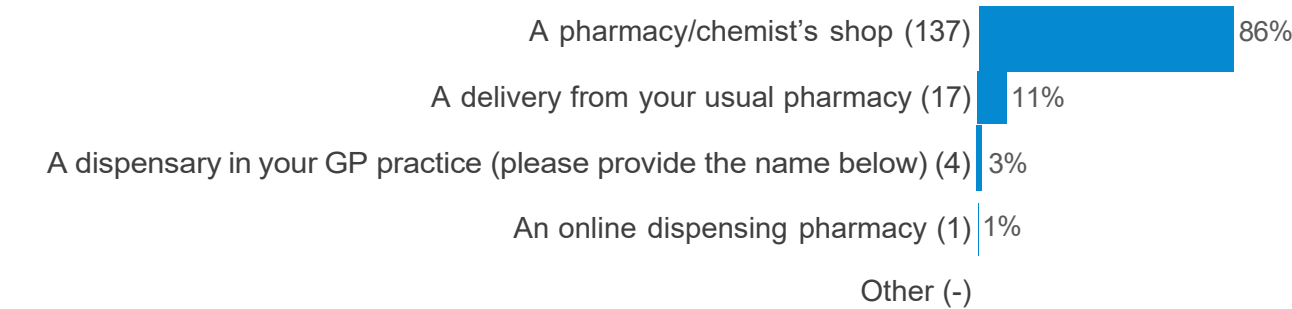 A pharmacy/chemist’s shop (137) 86%
A delivery from your usual pharmacy (17) 11%
A dispensary in your GP practice (please provide the name below) (4) 3%
An online dispensing pharmacy (1) 1%
Other (-)